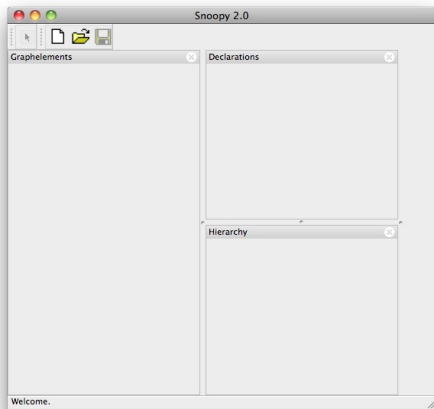 Snoopy 2.0
Graphelements
Declarations
Hierarchy
Welcome.